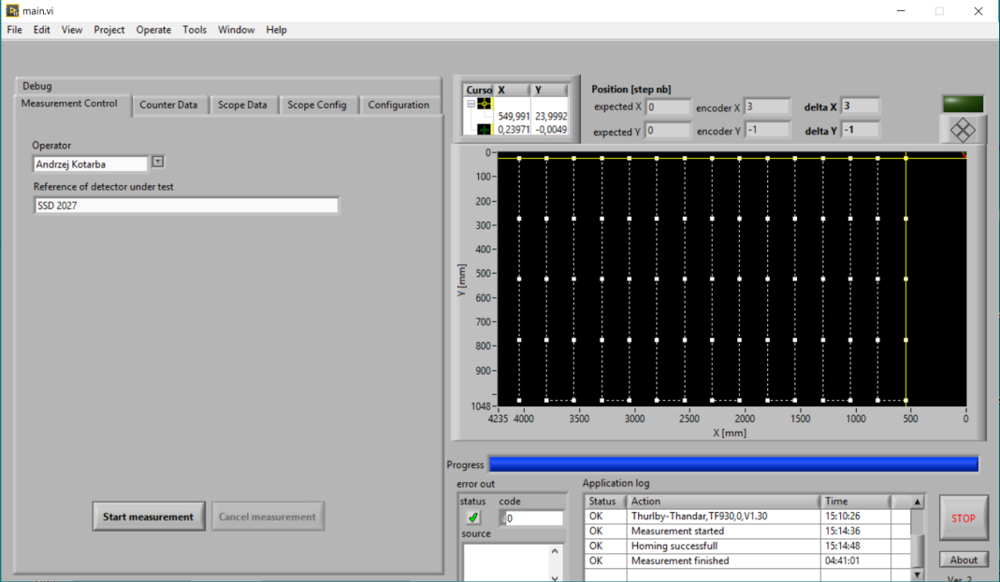 main.vi
File Edit View Project Operate Tools Window Help
Debug
Measurement Control Counter Data Scope Data Scope Config Configuration
Operator
Andrzej Kotarba
Reference of detector under test
SSD 2027
Start measurement Cancel measurement
Curso X Y
549,991 23,9992
0,23971 -0,0049
Position [step nb]
expected X 0 encoder X 3 delta X 3
expected Y 0 encoder Y -1 delta Y -1
0
100
200
300
400
500
600
700
800
900
1048
Y [mm]
4235 4000 3500 3000 2500 2000 1500 1000 500 0
X [mm]
Progress
error out
status code
0
source
Application log
Status Action Time
OK Thurlby-Thandar,TF930,0,V1.30 15:10:26
OK Measurement started 15:14:36
OK Homing successfull 15:14:48
OK Measurement finished 04:41:01
STOP
About
Ver. 2